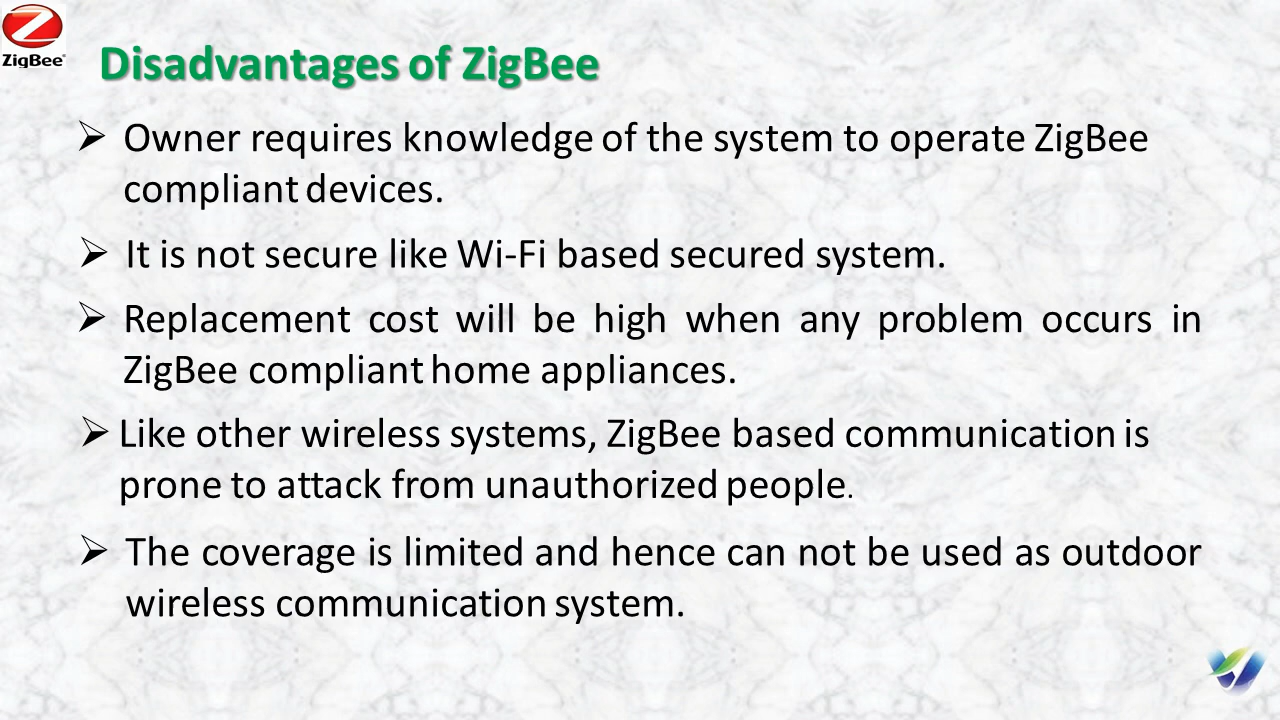 ZigBee®
Disadvantages of ZigBee
➢ Owner requires knowledge of the system to operate ZigBee
compliant devices.
➢ It is not secure like Wi-Fi based secured system.
➢ Replacement cost will be high when any problem occurs in
ZigBee compliant home appliances.
➢ Like other wireless systems, ZigBee based communication is
prone to attack from unauthorized people.
➢ The coverage is limited and hence can not be used as outdoor
wireless communication system.